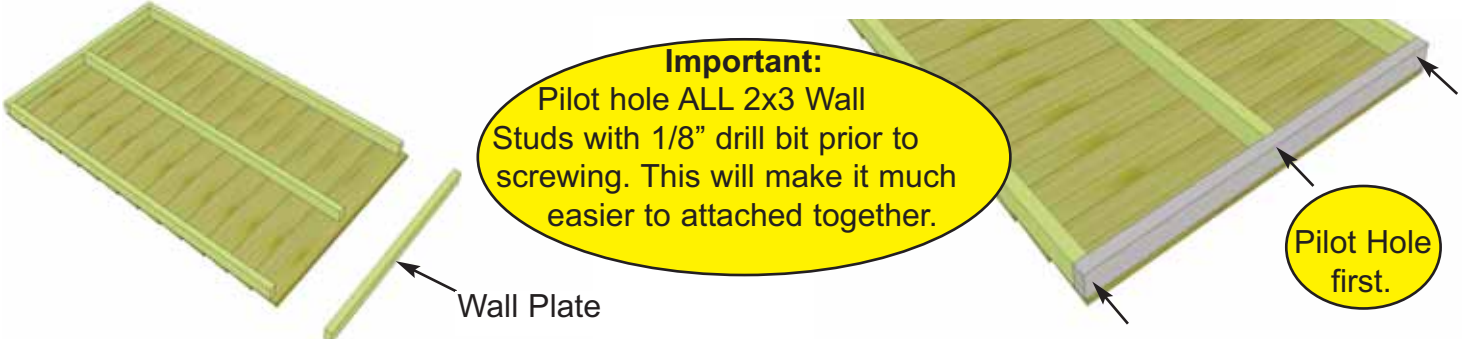 Important:
Pilot hole ALL 2x3 Wall
Studs with 1/8” drill bit prior to
screwing. This will make it much
easier to attached together.
Wall Plate
Pilot Hole
first.